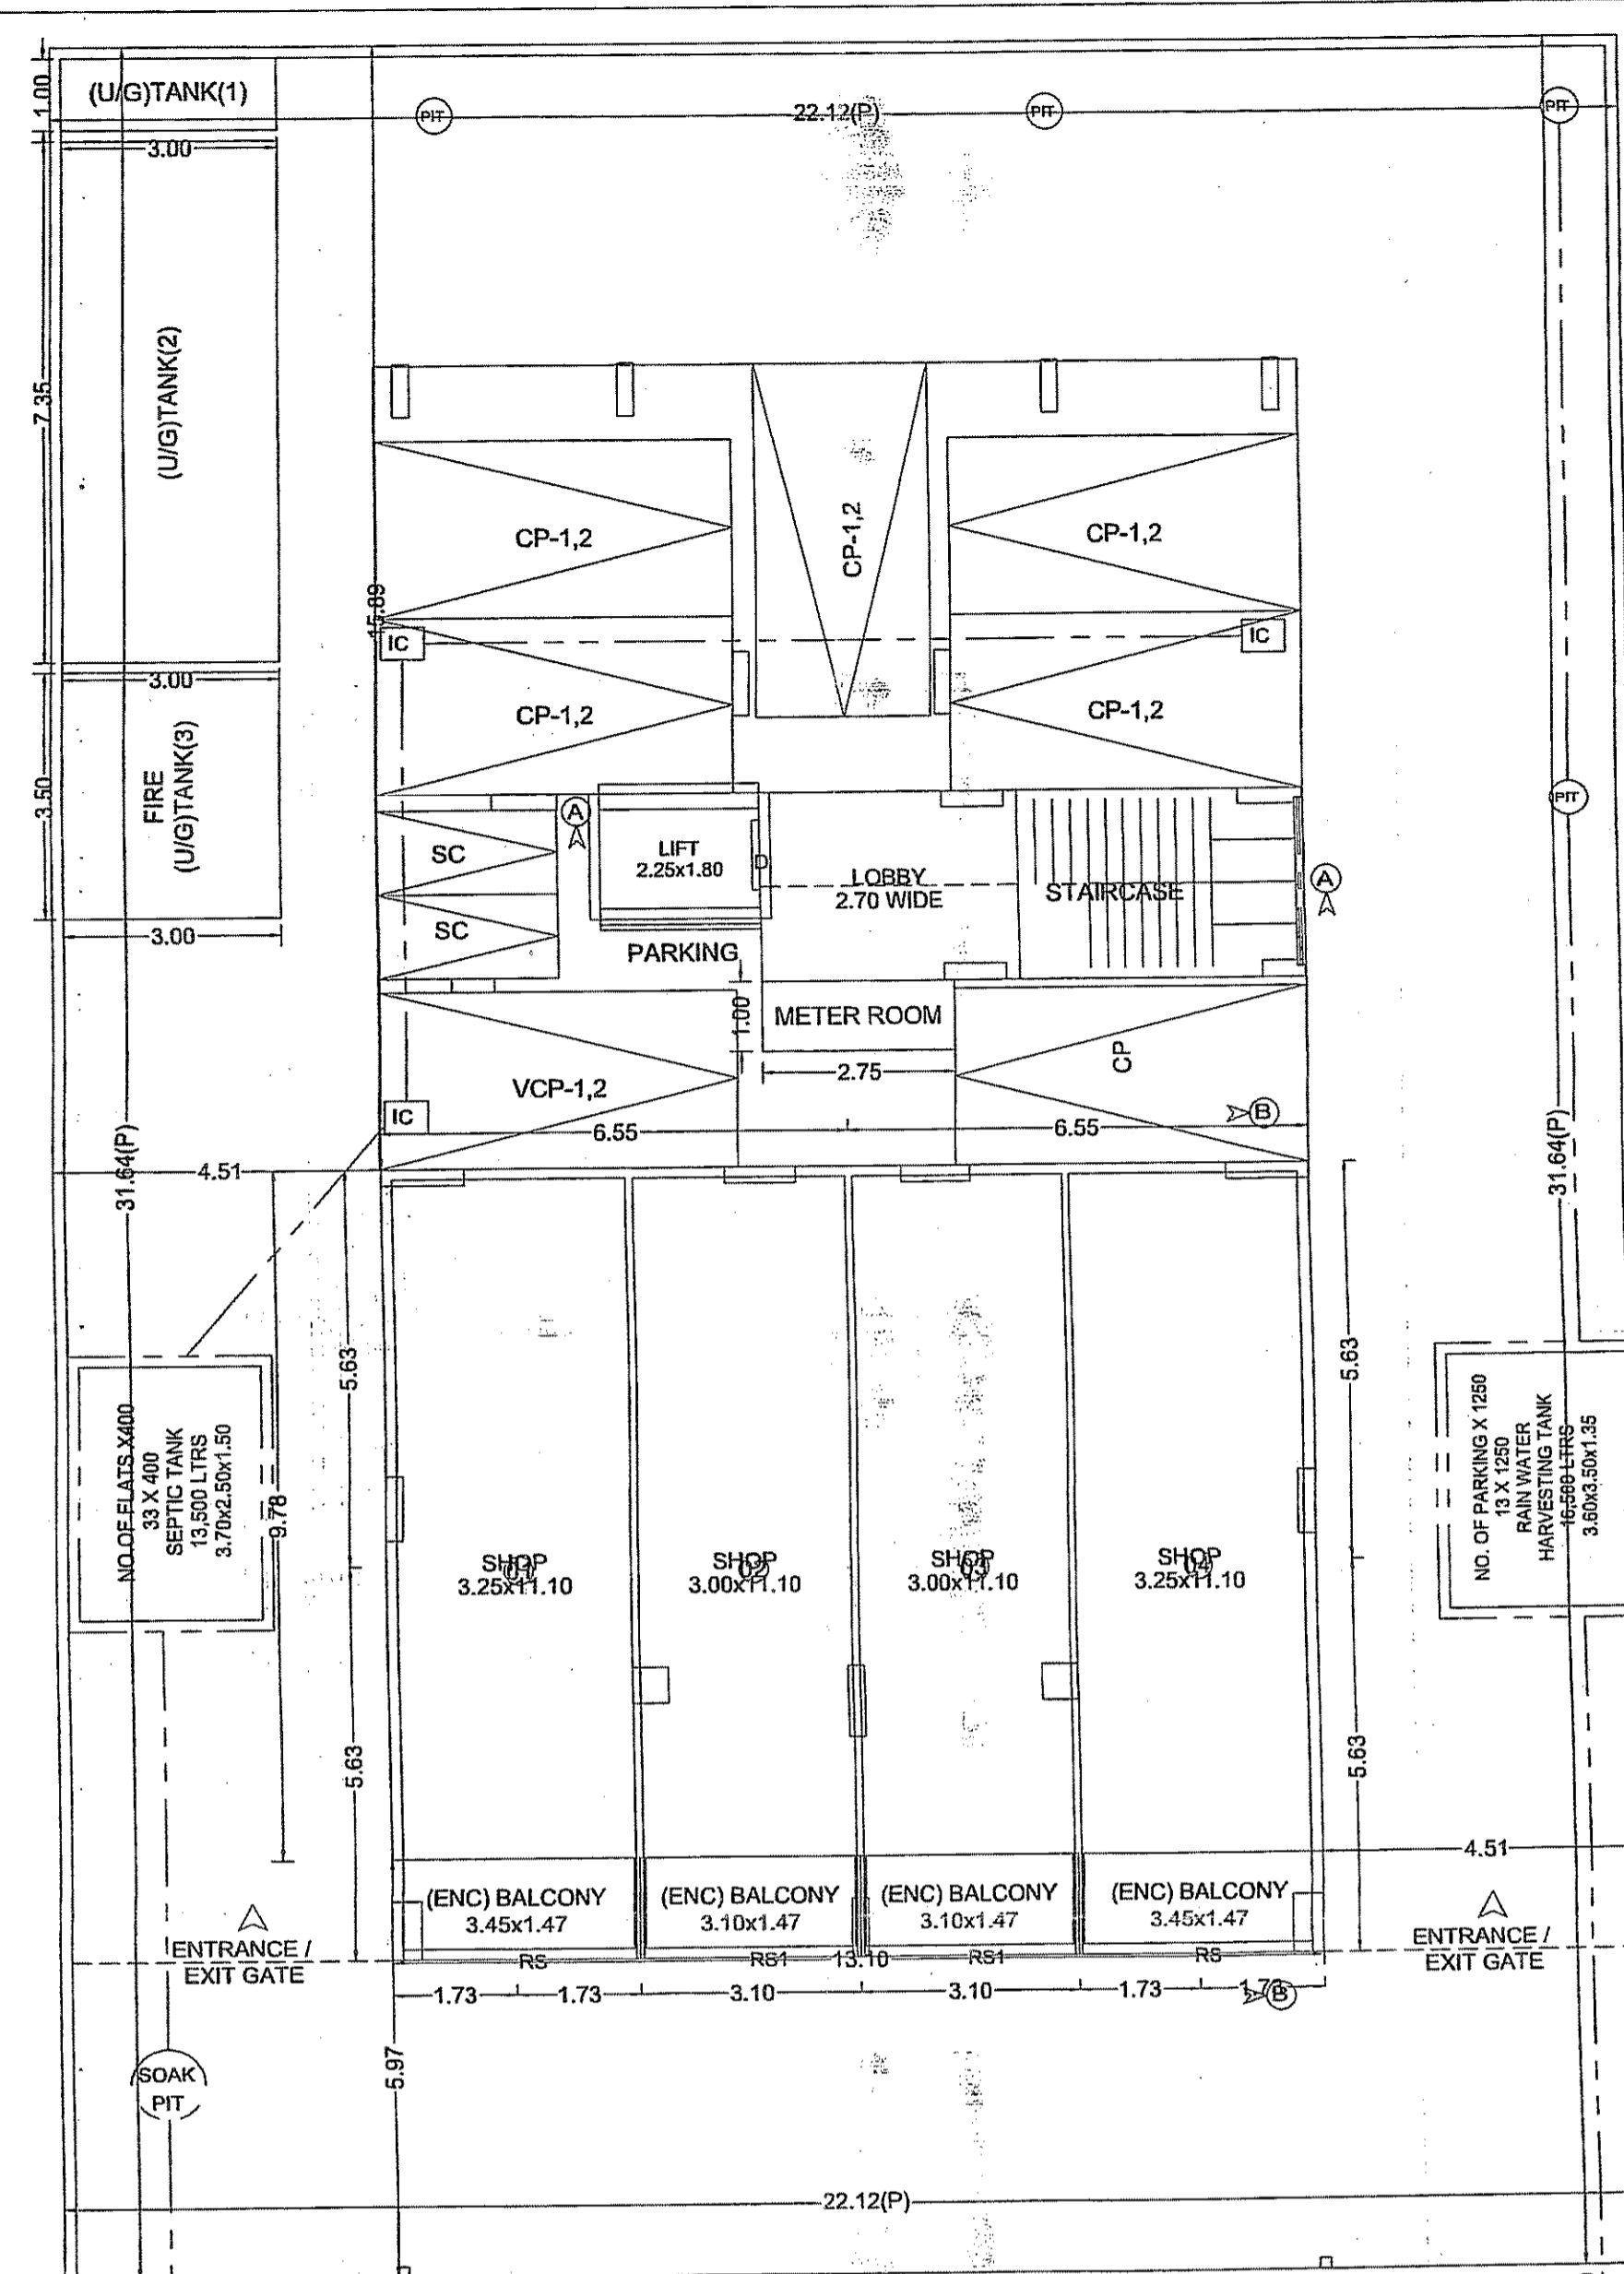 1.00
(U/G)TANK(1)
PIT
22.12(P)
PIT
PIT
3.00
7.35
(U/G)TANK(2)
CP-1,2
CP-1,2
CP-1,2
15.89
IC
IC
3.00
CP-1,2
CP-1,2
3.50
FIRE
(U/G)TANK(3)
PIT
A
SC
LIFT
2.25x1.80
D
LOBBY
2.70 WIDE
STAIRCASE
A
SC
3.00
PARKING
1.00
METER ROOM
2.75
CP
VCP-1,2
IC
B
6.55
6.55
31.64(P)
31.64(P)
4.51
5.63
5.63
NO.OF FLATS X400
33 X 400
SEPTIC TANK
13,500 LTRS
3.70x2.50x1.50
9.78
NO. OF PARKING X 1250
13 X 1250
RAIN WATER
HARVESTING TANK
16,500 LTRS
3.60x3.50x1.35
SHOP
01
3.25x11.10
SHOP
02
3.00x11.10
SHOP
03
3.00x11.10
SHOP
04
3.25x11.10
5.63
5.63
4.51
(ENC) BALCONY
3.45x1.47
(ENC) BALCONY
3.10x1.47
(ENC) BALCONY
3.10x1.47
(ENC) BALCONY
3.45x1.47
ENTRANCE /
EXIT GATE
RS
RS1
13.10
RS1
RS
ENTRANCE /
EXIT GATE
1.73
1.73
3.10
3.10
1.73
1.73
B
SOAK
PIT
5.97
22.12(P)